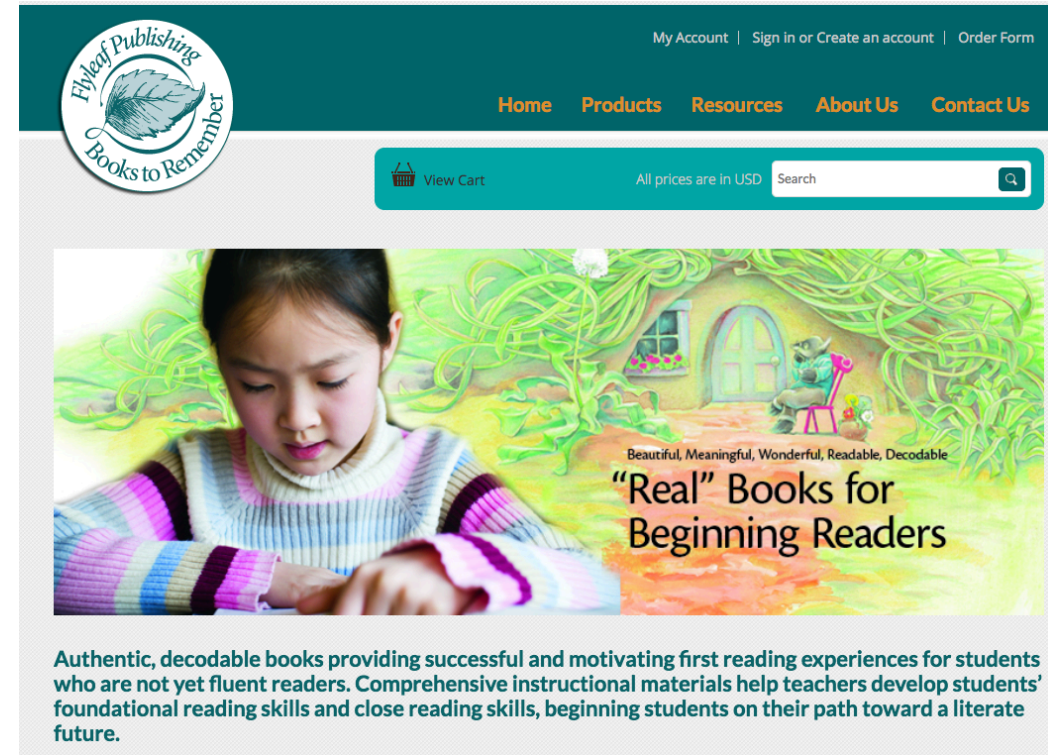 Flyleaf Publishing
Books to Remember
My Account | Sign in or Create an account | Order Form
Home Products Resources About Us Contact Us
View Cart All prices are in USD Search
Beautiful, Meaningful, Wonderful, Readable, Decodable
“Real” Books for
Beginning Readers
Authentic, decodable books providing successful and motivating first reading experiences for students
who are not yet fluent readers. Comprehensive instructional materials help teachers develop students’
foundational reading skills and close reading skills, beginning students on their path toward a literate
future.